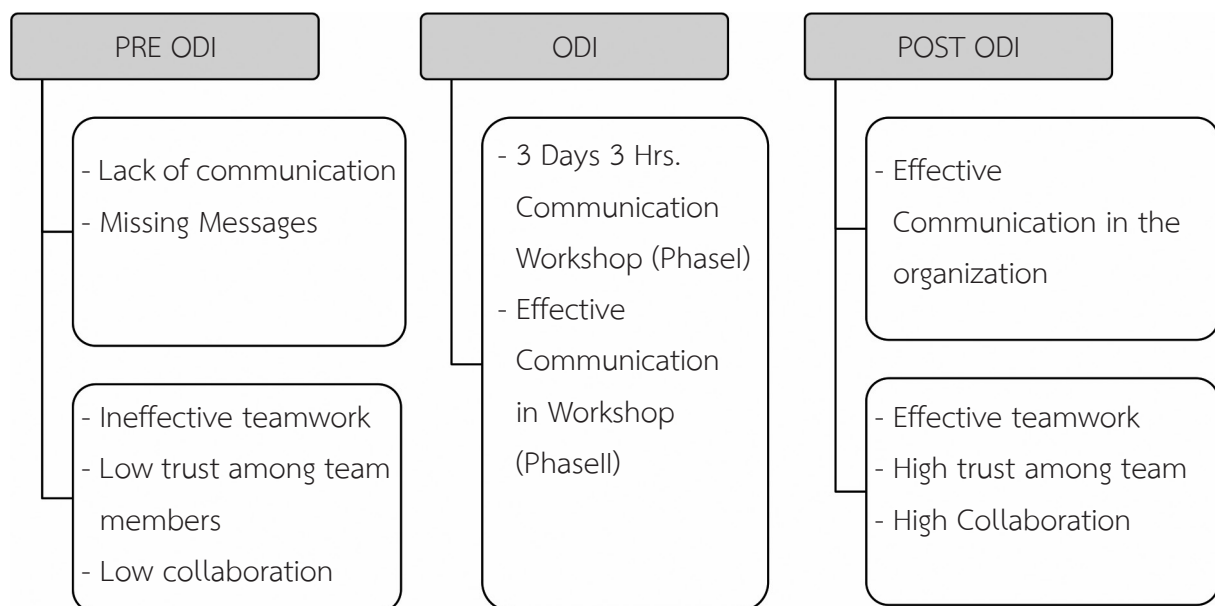 PRE ODI
- Lack of communication
- Missing Messages
- Ineffective teamwork
- Low trust among team
members
- Low collaboration
ODI
- 3 Days 3 Hrs.
Communication
Workshop (PhaseI)
- Effective
Communication
in Workshop
(PhaseII)
POST ODI
- Effective
Communication in the
organization
- Effective teamwork
- High trust among team
- High Collaboration